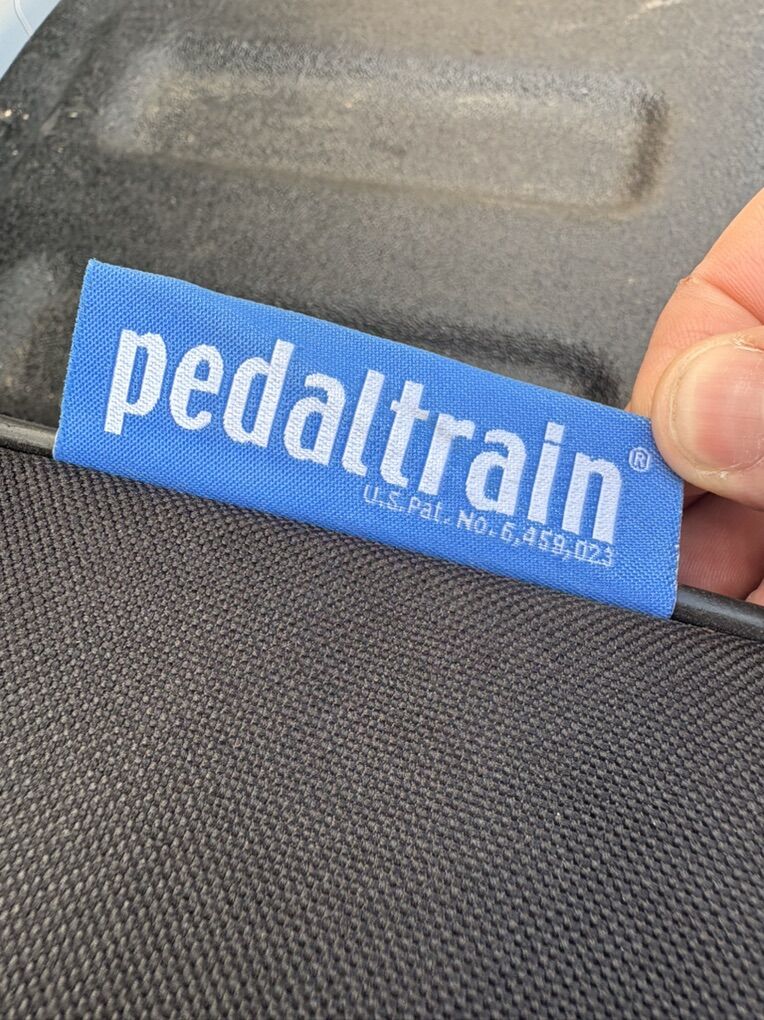 pedaltrain®
U.S. Pat. No. 6,459,023